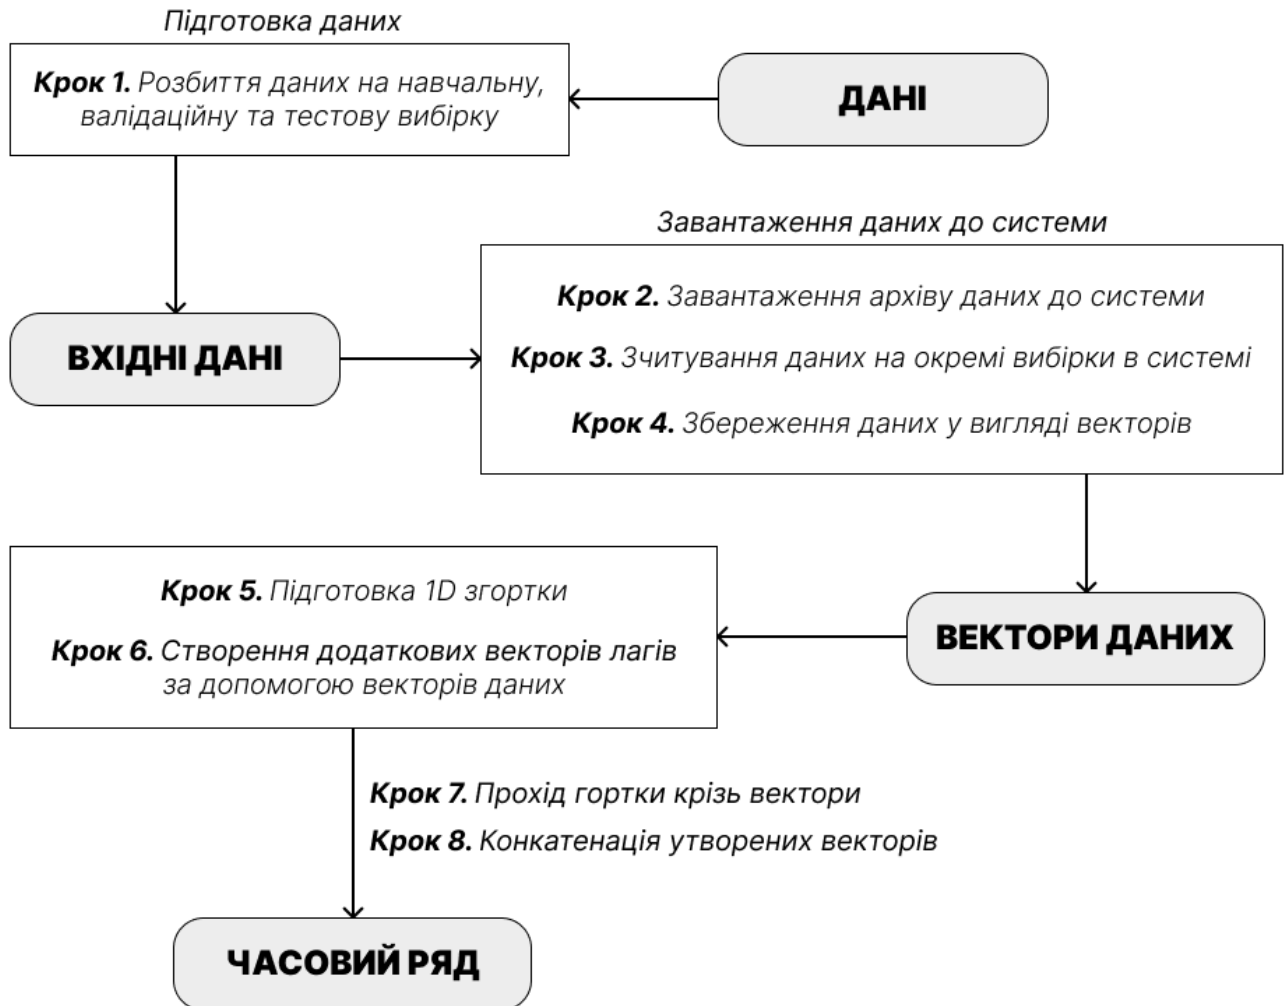 Підготовка даних
Крок 1. Розбиття даних на навчальну,
валідаційну та тестову вибірку
ДАНІ
Завантаження даних до системи
Крок 2. Завантаження архіву даних до системи
Крок 3. Зчитування даних на окремі вибірки в системі
Крок 4. Збереження даних у вигляді векторів
ВХІДНІ ДАНІ
Крок 5. Підготовка 1D згортки
Крок 6. Створення додаткових векторів лагів
за допомогою векторів даних
ВЕКТОРИ ДАНИХ
Крок 7. Прохід гортки крізь вектори
Крок 8. Конкатенація утворених векторів
ЧАСОВИЙ РЯД